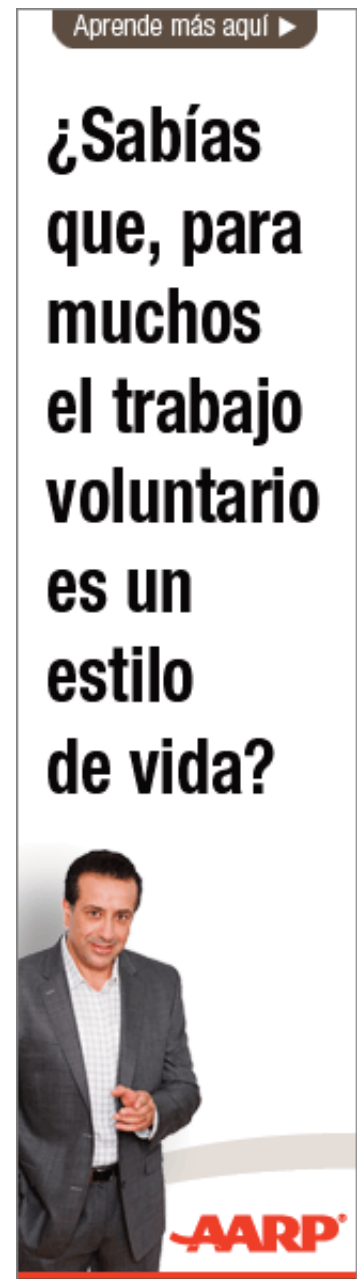 Aprende más aquí ▶
¿Sabías
que, para
muchos
el trabajo
voluntario
es un
estilo
de vida?
AARP®